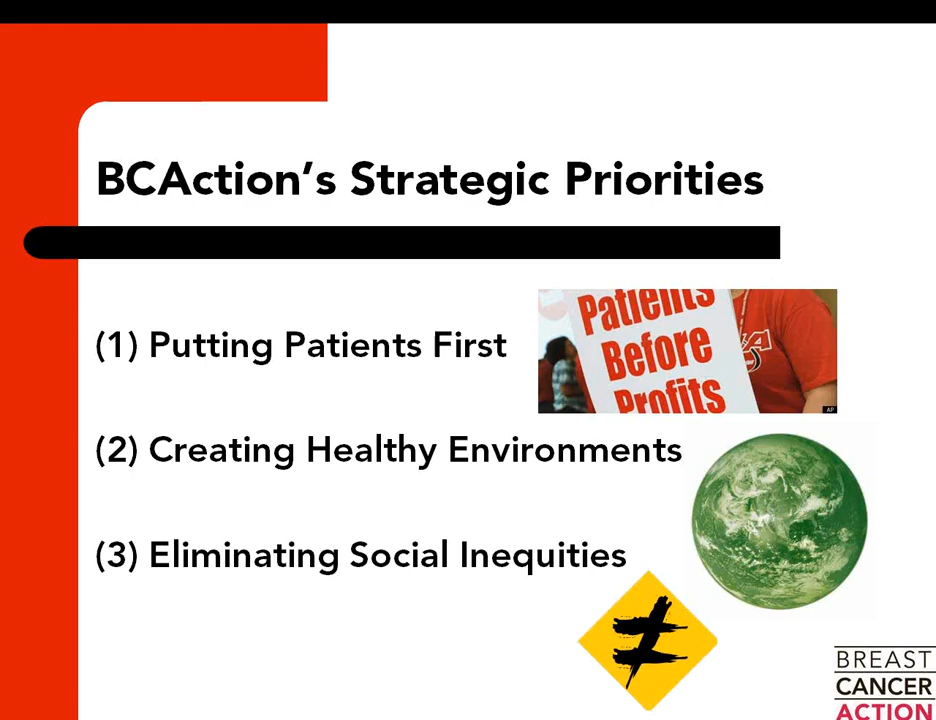 BCAction’s Strategic Priorities
(1) Putting Patients First
Patients
Before
Profits
AP
(2) Creating Healthy Environments
(3) Eliminating Social Inequities
≠
BREAST
CANCER
ACTION